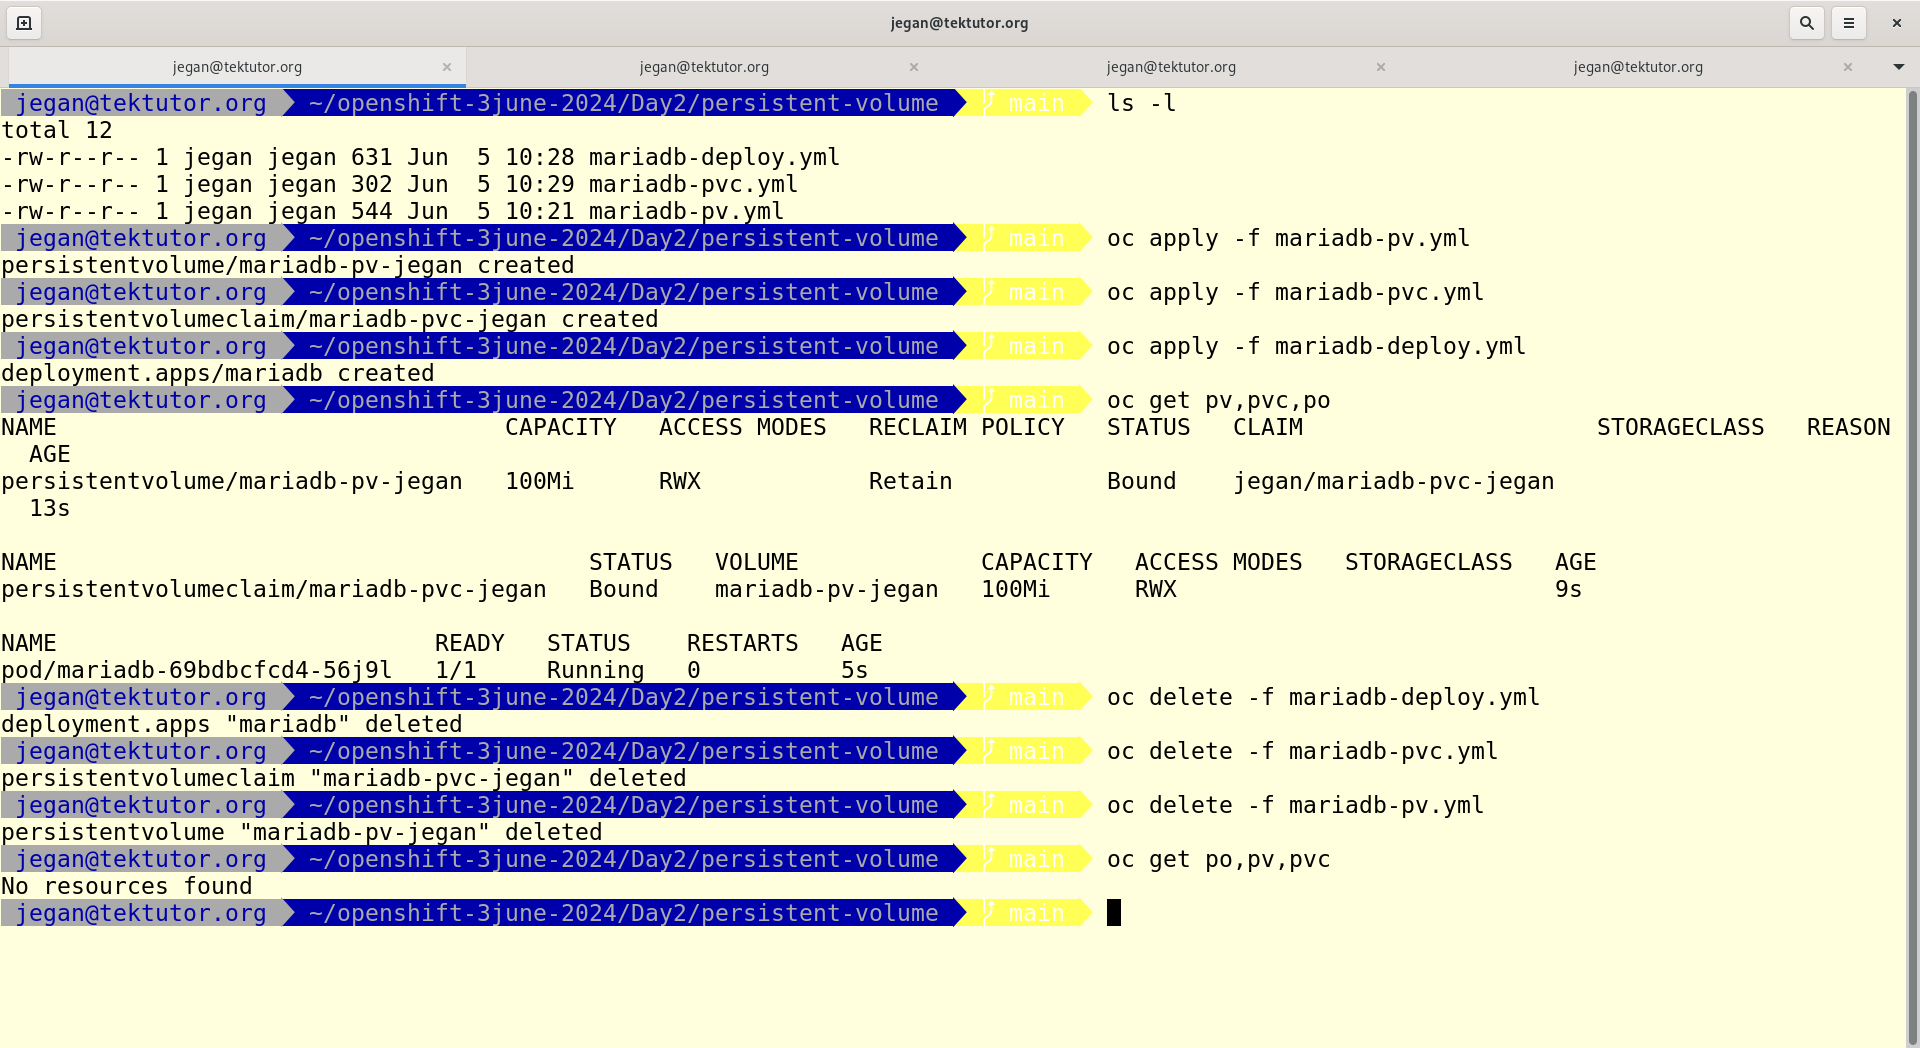 jegan@tektutor.org
jegan@tektutor.org jegan@tektutor.org jegan@tektutor.org jegan@tektutor.org
jegan@tektutor.org ~/openshift-3june-2024/Day2/persistent-volume main ls -l
total 12
-rw-r--r-- 1 jegan jegan 631 Jun  5 10:28 mariadb-deploy.yml
-rw-r--r-- 1 jegan jegan 302 Jun  5 10:29 mariadb-pvc.yml
-rw-r--r-- 1 jegan jegan 544 Jun  5 10:21 mariadb-pv.yml
jegan@tektutor.org ~/openshift-3june-2024/Day2/persistent-volume main oc apply -f mariadb-pv.yml
persistentvolume/mariadb-pv-jegan created
jegan@tektutor.org ~/openshift-3june-2024/Day2/persistent-volume main oc apply -f mariadb-pvc.yml
persistentvolumeclaim/mariadb-pvc-jegan created
jegan@tektutor.org ~/openshift-3june-2024/Day2/persistent-volume main oc apply -f mariadb-deploy.yml
deployment.apps/mariadb created
jegan@tektutor.org ~/openshift-3june-2024/Day2/persistent-volume main oc get pv,pvc,po
NAME CAPACITY ACCESS MODES RECLAIM POLICY STATUS CLAIM STORAGECLASS REASON
AGE
persistentvolume/mariadb-pv-jegan 100Mi RWX Retain Bound jegan/mariadb-pvc-jegan
13s
NAME STATUS VOLUME CAPACITY ACCESS MODES STORAGECLASS AGE
persistentvolumeclaim/mariadb-pvc-jegan Bound mariadb-pv-jegan 100Mi RWX 9s
NAME READY STATUS RESTARTS AGE
pod/mariadb-69bdbcfcd4-56j9l 1/1 Running 0 5s
jegan@tektutor.org ~/openshift-3june-2024/Day2/persistent-volume main oc delete -f mariadb-deploy.yml
deployment.apps "mariadb" deleted
jegan@tektutor.org ~/openshift-3june-2024/Day2/persistent-volume main oc delete -f mariadb-pvc.yml
persistentvolumeclaim "mariadb-pvc-jegan" deleted
jegan@tektutor.org ~/openshift-3june-2024/Day2/persistent-volume main oc delete -f mariadb-pv.yml
persistentvolume "mariadb-pv-jegan" deleted
jegan@tektutor.org ~/openshift-3june-2024/Day2/persistent-volume main oc get po,pv,pvc
No resources found
jegan@tektutor.org ~/openshift-3june-2024/Day2/persistent-volume main